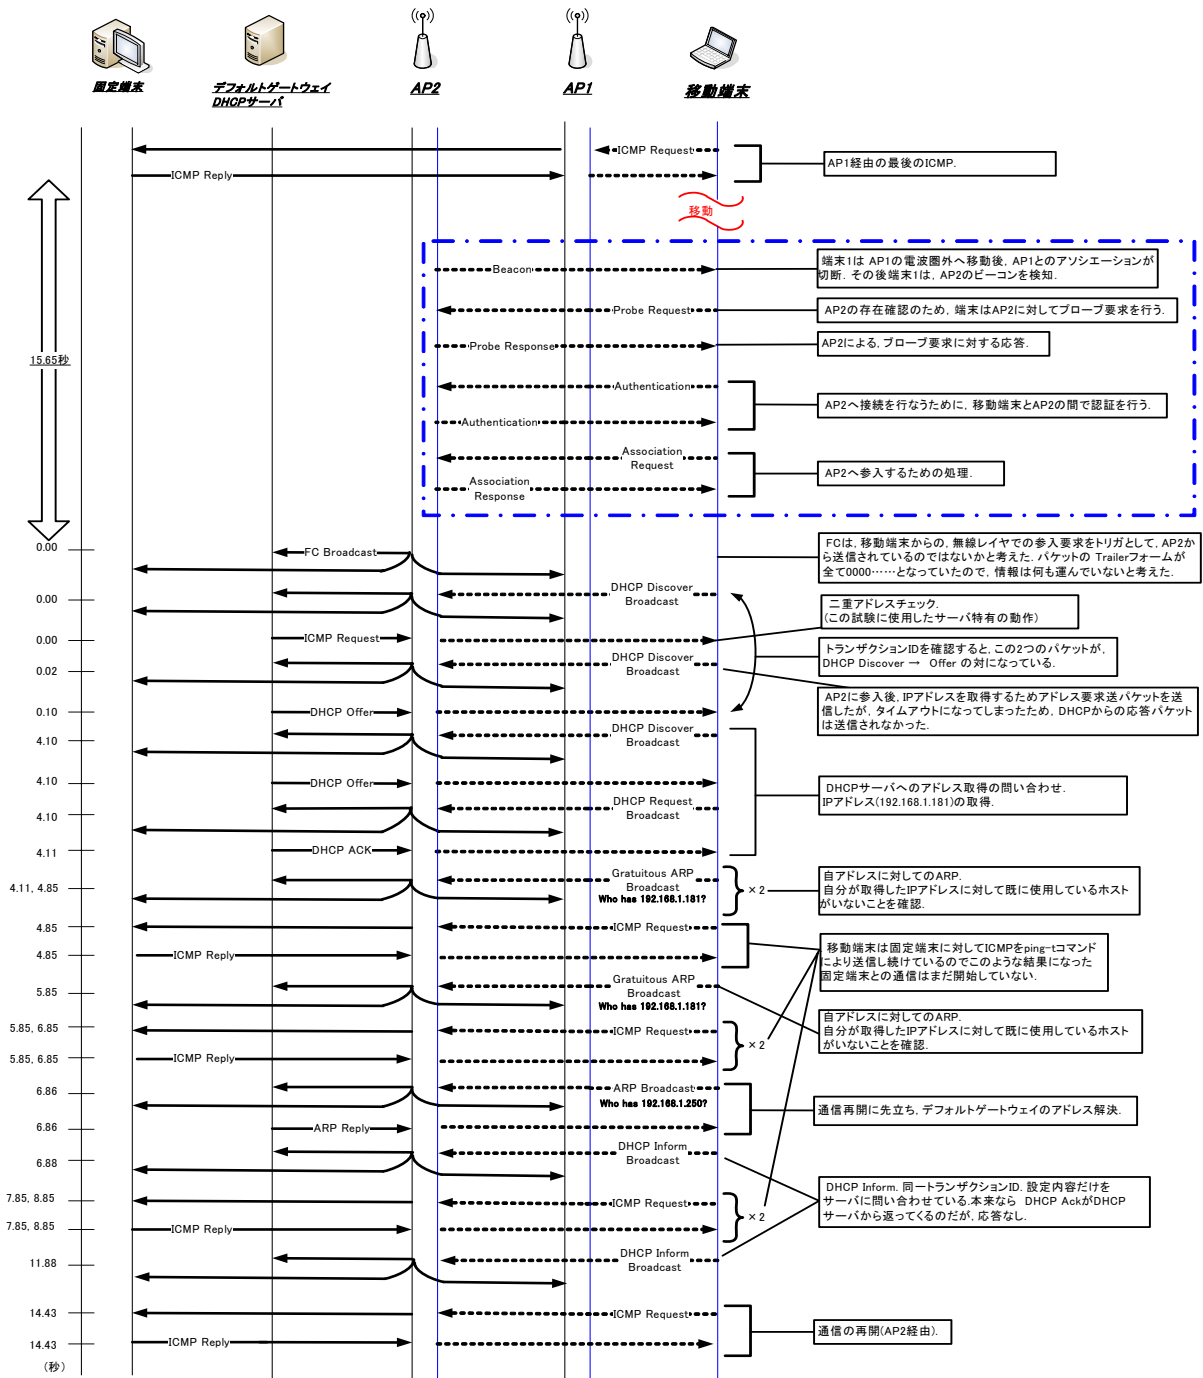 固定端末
デフォルトゲートウェイ
DHCPサーバ
AP2
AP1
移動端末
ICMP Request
AP1経由の最後のICMP.
ICMP Reply
移動
15.65秒
Beacon
端末1は AP1の電波圏外へ移動後, AP1とのアソシエーションが
切断. その後端末1は, AP2のビーコンを検知.
Probe Request
AP2の存在確認のため, 端末はAP2に対してプローブ要求を行う.
Probe Response
AP2による, プローブ要求に対する応答.
Authentication
AP2へ接続を行なうために, 移動端末とAP2の間で認証を行う.
Authentication
Association
Request
AP2へ参入するための処理.
Association
Response
0.00
FC Broadcast
FCは, 移動端末からの, 無線レイヤでの参入要求をトリガとして, AP2か
ら送信されているのではないかと考えた. パケットの Trailerフォームが
全て0000……となっていたので, 情報は何も運んでいないと考えた.
0.00
DHCP Discover
Broadcast
二重アドレスチェック.
(この試験に使用したサーバ特有の動作)
0.00
ICMP Request
トランザクションIDを確認すると, この2つのパケットが,
DHCP Discover → Offer の対になっている.
0.02
DHCP Discover
Broadcast
AP2に参入後, IPアドレスを取得するためアドレス要求送パケットを送
信したが, タイムアウトになってしまったため, DHCPからの応答パケット
は送信されなかった.
0.10
DHCP Offer
4.10
DHCP Discover
Broadcast
4.10
DHCP Offer
DHCPサーバへのアドレス取得の問い合わせ.
IPアドレス(192.168.1.181)の取得.
4.10
DHCP Request
Broadcast
4.11
DHCP ACK
4.11, 4.85
Gratuitous ARP
Broadcast
Who has 192.168.1.181?
×2
自アドレスに対してのARP.
自分が取得したIPアドレスに対して既に使用しているホスト
がいないことを確認.
4.85
ICMP Request
4.85
ICMP Reply
移動端末は固定端末に対してICMPをping-tコマンド
により送信し続けているのでこのような結果になった
固定端末との通信はまだ開始していない.
5.85
Gratuitous ARP
Broadcast
Who has 192.168.1.181?
自アドレスに対してのARP.
自分が取得したIPアドレスに対して既に使用しているホスト
がいないことを確認.
5.85, 6.85
ICMP Request
×2
5.85, 6.85
ICMP Reply
6.86
ARP Broadcast
Who has 192.168.1.250?
通信再開に先立ち, デフォルトゲートウェイのアドレス解決.
6.86
ARP Reply
6.88
DHCP Inform
Broadcast
DHCP Inform. 同一トランザクションID. 設定内容だけを
サーバに問い合わせている.本来なら DHCP AckがDHCP
サーバから返ってくるのだが, 応答なし.
7.85, 8.85
ICMP Request
×2
7.85, 8.85
ICMP Reply
11.88
DHCP Inform
Broadcast
14.43
ICMP Request
通信の再開(AP2経由).
14.43
ICMP Reply
(秒)